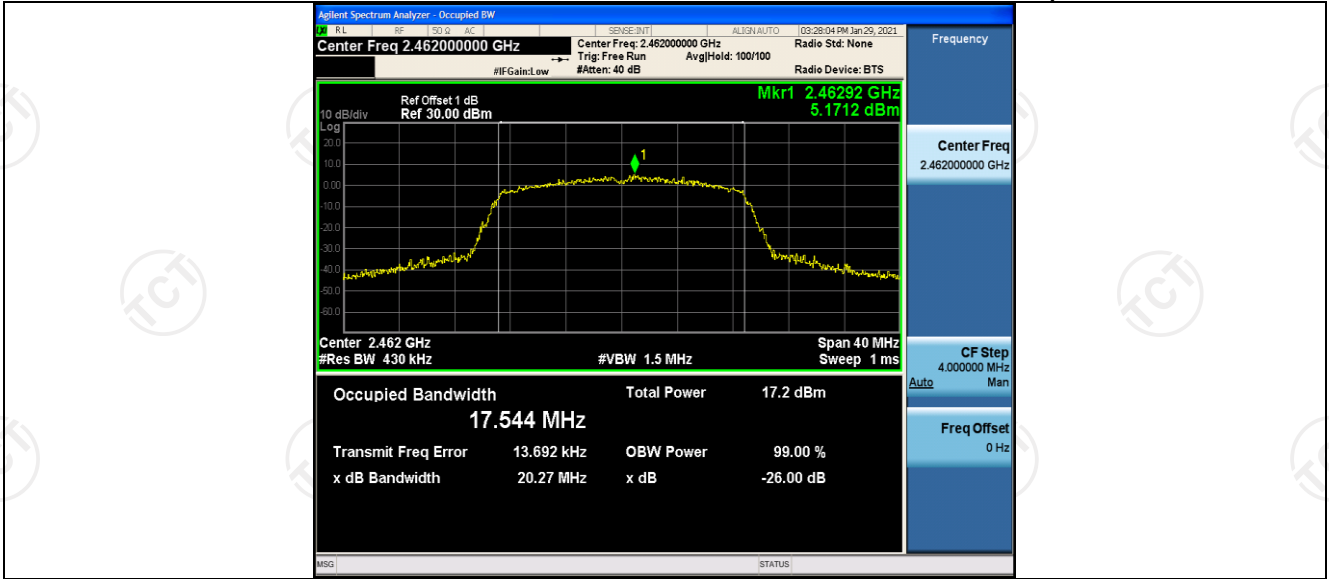 Agilent Spectrum Analyzer - Occupied BW
RL RF 50 Ω AC SENSE:INT ALIGN AUTO 03:28:04 PM Jan 29, 2021
Center Freq 2.462000000 GHz
Center Freq: 2.462000000 GHz
Radio Std: None
Trig: Free Run Avg|Hold: 100/100
#IFGain:Low
#Atten: 40 dB
Radio Device: BTS
Frequency
Mkr1 2.46292 GHz
5.1712 dBm
Ref Offset 1 dB
10 dB/div Ref 30.00 dBm
Log
20.0
10.0
0.00
-10.0
-20.0
-30.0
-40.0
-50.0
-60.0
1
Center 2.462 GHz Span 40 MHz
#Res BW 430 kHz #VBW 1.5 MHz Sweep 1 ms
Occupied Bandwidth Total Power 17.2 dBm
17.544 MHz
Transmit Freq Error 13.692 kHz OBW Power 99.00 %
x dB Bandwidth 20.27 MHz x dB -26.00 dB
Center Freq
2.462000000 GHz
CF Step
4.000000 MHz
Auto Man
Freq Offset
0 Hz
MSG STATUS
TCT
TCT